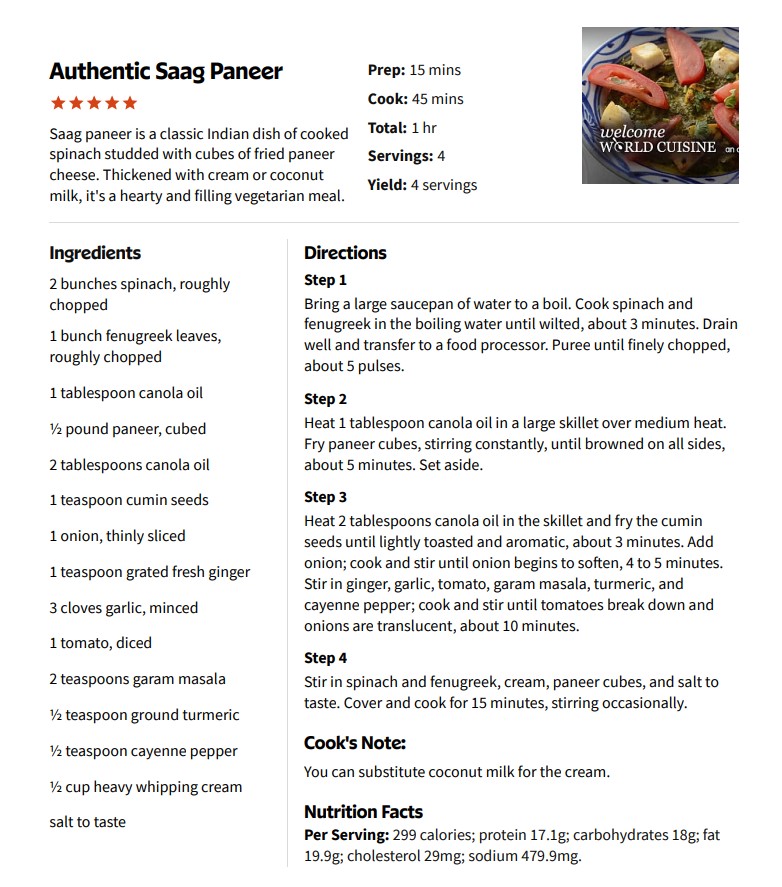 Authentic Saag Paneer
Saag paneer is a classic Indian dish of cooked
spinach studded with cubes of fried paneer
cheese. Thickened with cream or coconut
milk, it's a hearty and filling vegetarian meal.
Prep: 15 mins
Cook: 45 mins
Total: 1 hr
Servings: 4
Yield: 4 servings
welcome
WORLD CUISINE an
Ingredients
2 bunches spinach, roughly
chopped
1 bunch fenugreek leaves,
roughly chopped
1 tablespoon canola oil
½ pound paneer, cubed
2 tablespoons canola oil
1 teaspoon cumin seeds
1 onion, thinly sliced
1 teaspoon grated fresh ginger
3 cloves garlic, minced
1 tomato, diced
2 teaspoons garam masala
½ teaspoon ground turmeric
½ teaspoon cayenne pepper
½ cup heavy whipping cream
salt to taste
Directions
Step 1
Bring a large saucepan of water to a boil. Cook spinach and
fenugreek in the boiling water until wilted, about 3 minutes. Drain
well and transfer to a food processor. Puree until finely chopped,
about 5 pulses.
Step 2
Heat 1 tablespoon canola oil in a large skillet over medium heat.
Fry paneer cubes, stirring constantly, until browned on all sides,
about 5 minutes. Set aside.
Step 3
Heat 2 tablespoons canola oil in the skillet and fry the cumin
seeds until lightly toasted and aromatic, about 3 minutes. Add
onion; cook and stir until onion begins to soften, 4 to 5 minutes.
Stir in ginger, garlic, tomato, garam masala, turmeric, and
cayenne pepper; cook and stir until tomatoes break down and
onions are translucent, about 10 minutes.
Step 4
Stir in spinach and fenugreek, cream, paneer cubes, and salt to
taste. Cover and cook for 15 minutes, stirring occasionally.
Cook's Note:
You can substitute coconut milk for the cream.
Nutrition Facts
Per Serving: 299 calories; protein 17.1g; carbohydrates 18g; fat
19.9g; cholesterol 29mg; sodium 479.9mg.